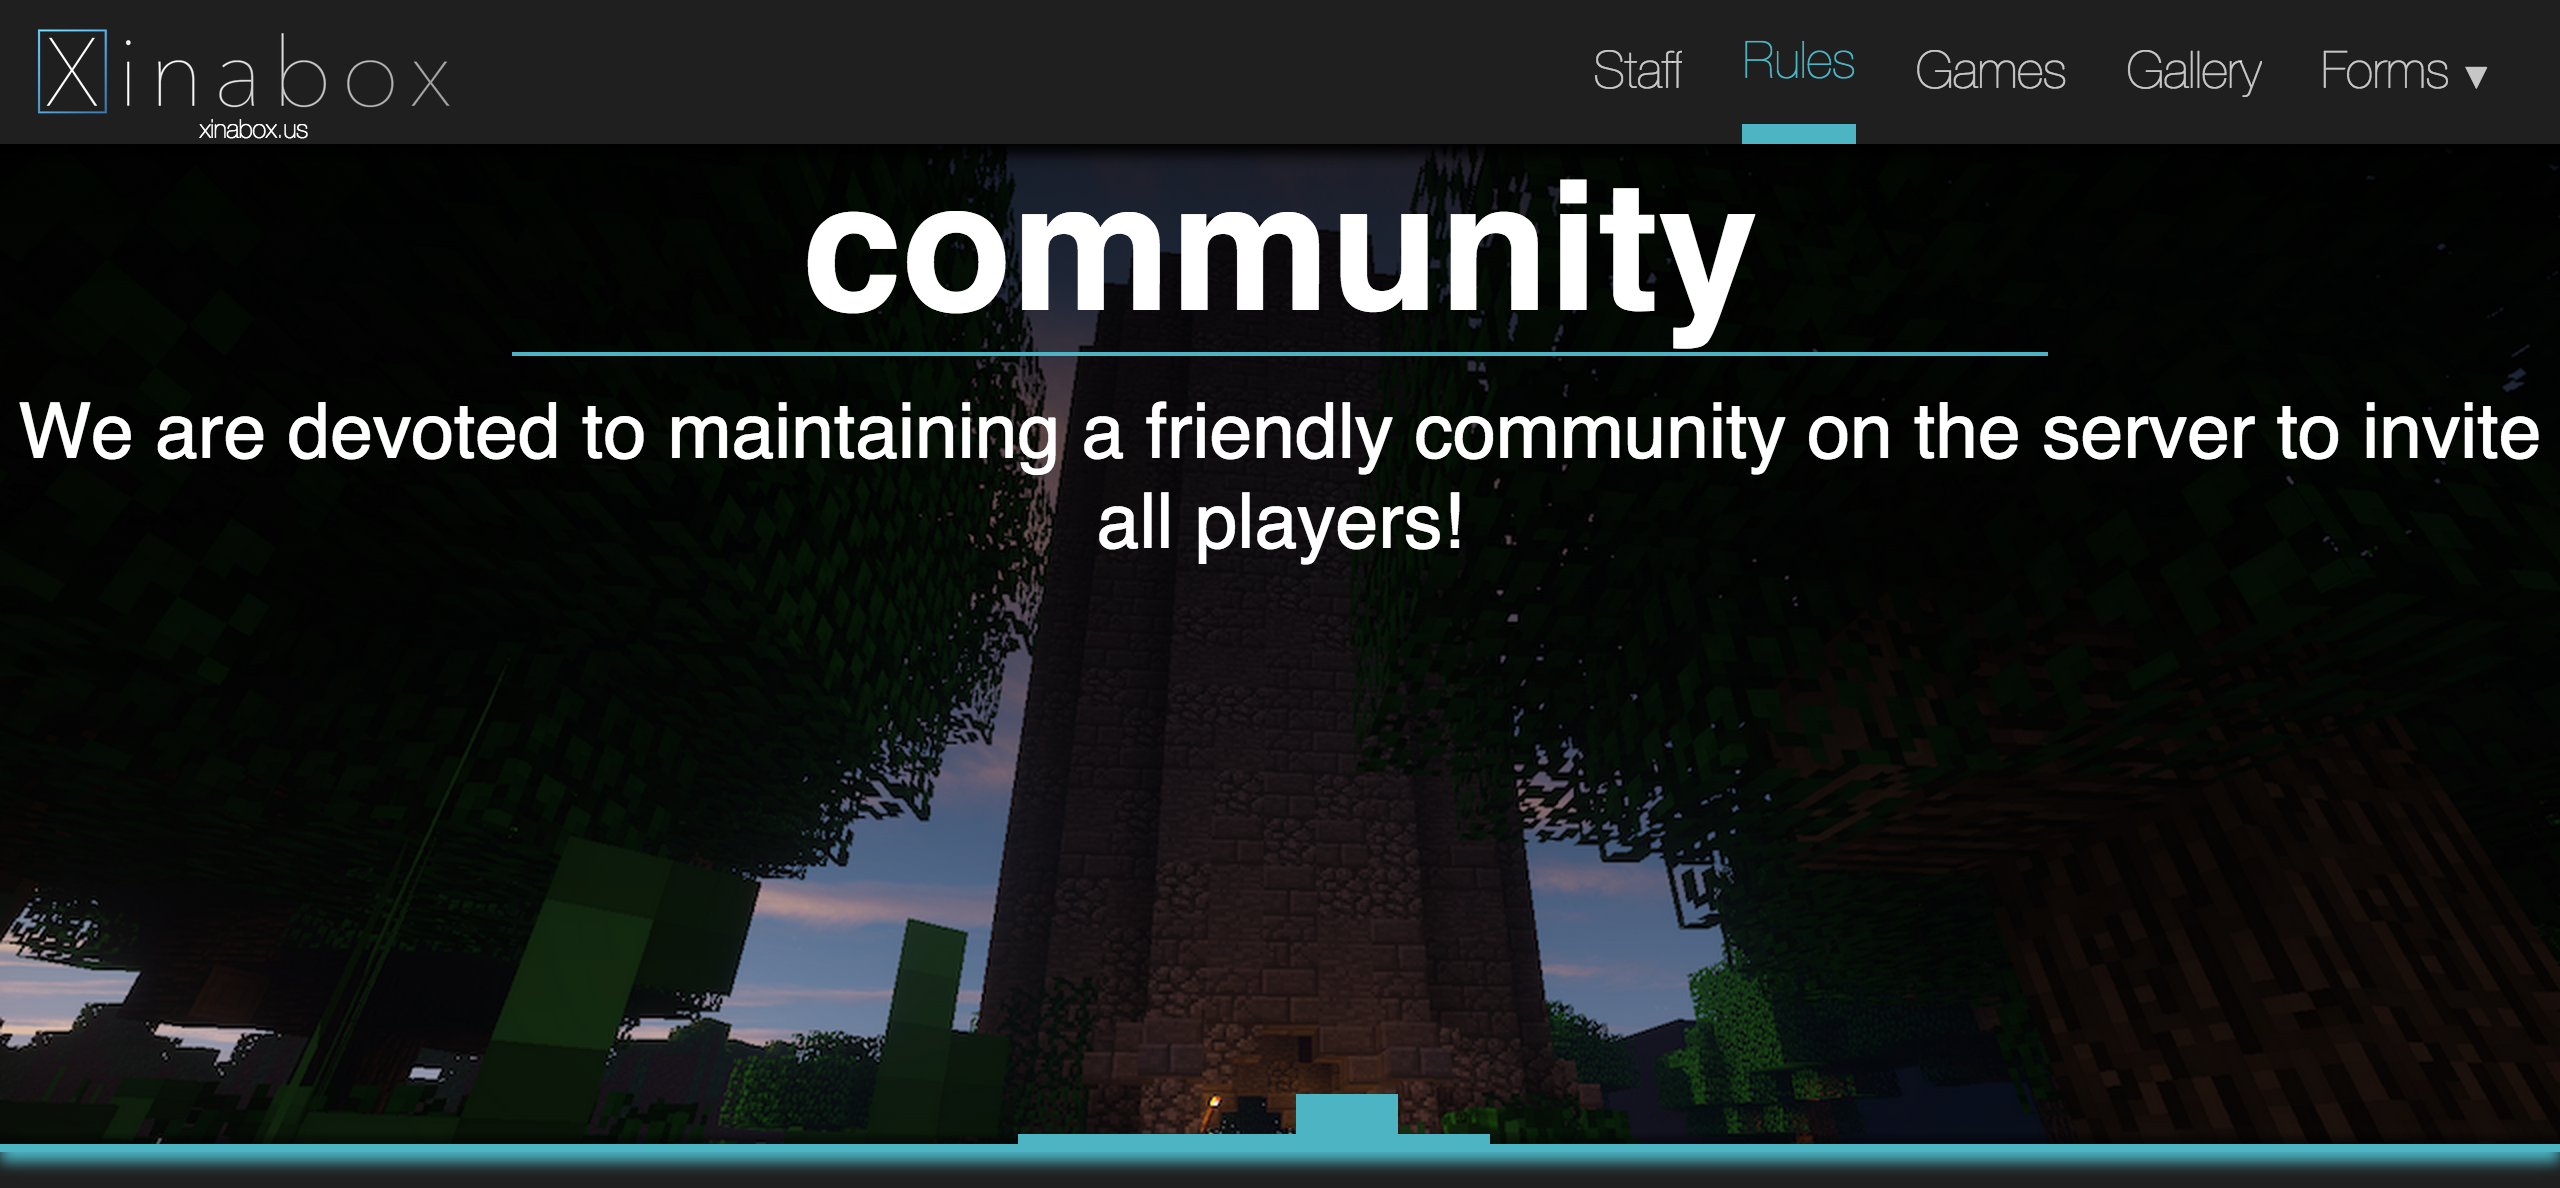 Xinabox
xinabox.us
Staff Rules Games Gallery Forms ▼
community
We are devoted to maintaining a friendly community on the server to invite
all players!